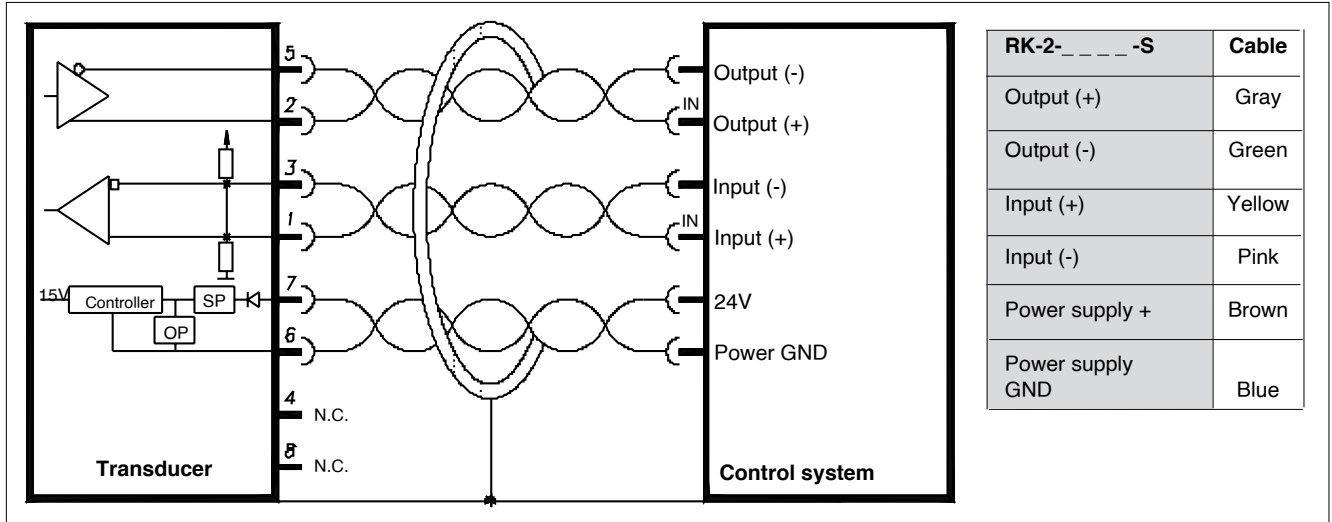 5
2
3
1
7
6
4
8
N.C.
N.C.
15V
Controller
SP
OP
Transducer
Output (-)
IN
Output (+)
Input (-)
IN
Input (+)
24V
Power GND
Control system
RK-2-_ _ _ _ -S Cable
Output (+) Gray
Output (-) Green
Input (+) Yellow
Input (-) Pink
Power supply + Brown
Power supply
GND Blue